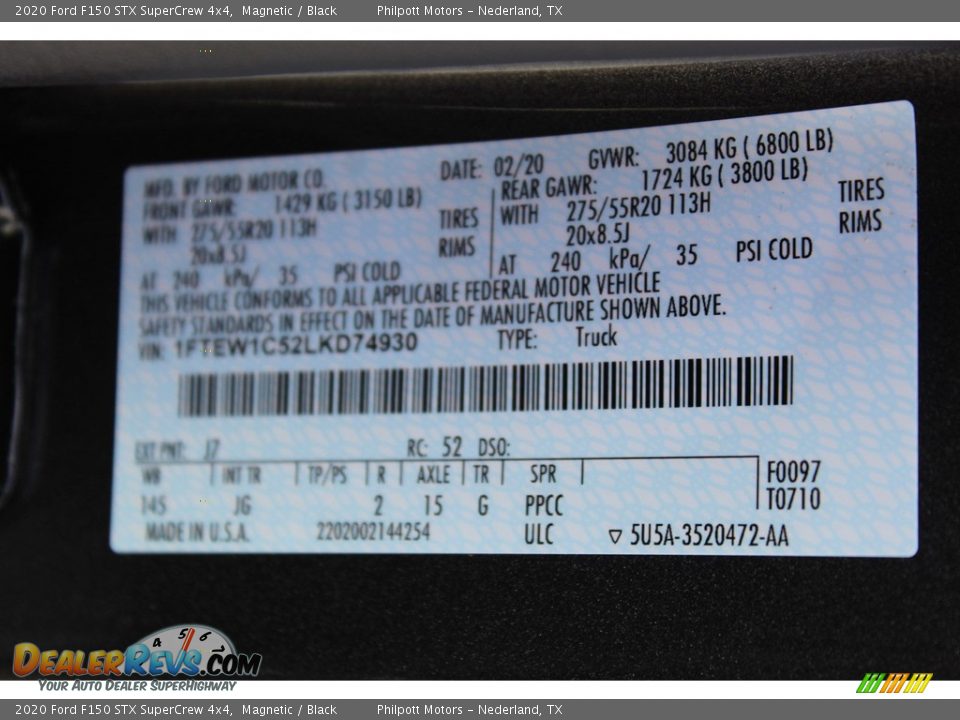 2020 Ford F150 STX SuperCrew 4x4, Magnetic / Black Philpott Motors – Nederland, TX
MFD. BY FORD MOTOR CO. DATE: 02/20 GVWR: 3084 KG ( 6800 LB)
FRONT GAWR: 1429 KG ( 3150 LB) REAR GAWR: 1724 KG ( 3800 LB)
WITH 275/55R20 113H TIRES WITH 275/55R20 113H TIRES
20x8.5J RIMS 20x8.5J RIMS
AT 240 kPa/ 35 PSI COLD AT 240 kPa/ 35 PSI COLD
THIS VEHICLE CONFORMS TO ALL APPLICABLE FEDERAL MOTOR VEHICLE
SAFETY STANDARDS IN EFFECT ON THE DATE OF MANUFACTURE SHOWN ABOVE.
VIN: 1FTEW1C52LKD74930 TYPE: Truck
EXT PNT: J7 RC: 52 DSO:
WB INT TR TP/PS R AXLE TR SPR F0097
145 JG 2 15 G PPCC T0710
MADE IN U.S.A. 2202002144254 ULC ▽ 5U5A-3520472-AA
4 5 6
DEALERREVS.COM
YOUR AUTO DEALER SUPERHIGHWAY
2020 Ford F150 STX SuperCrew 4x4, Magnetic / Black Philpott Motors – Nederland, TX